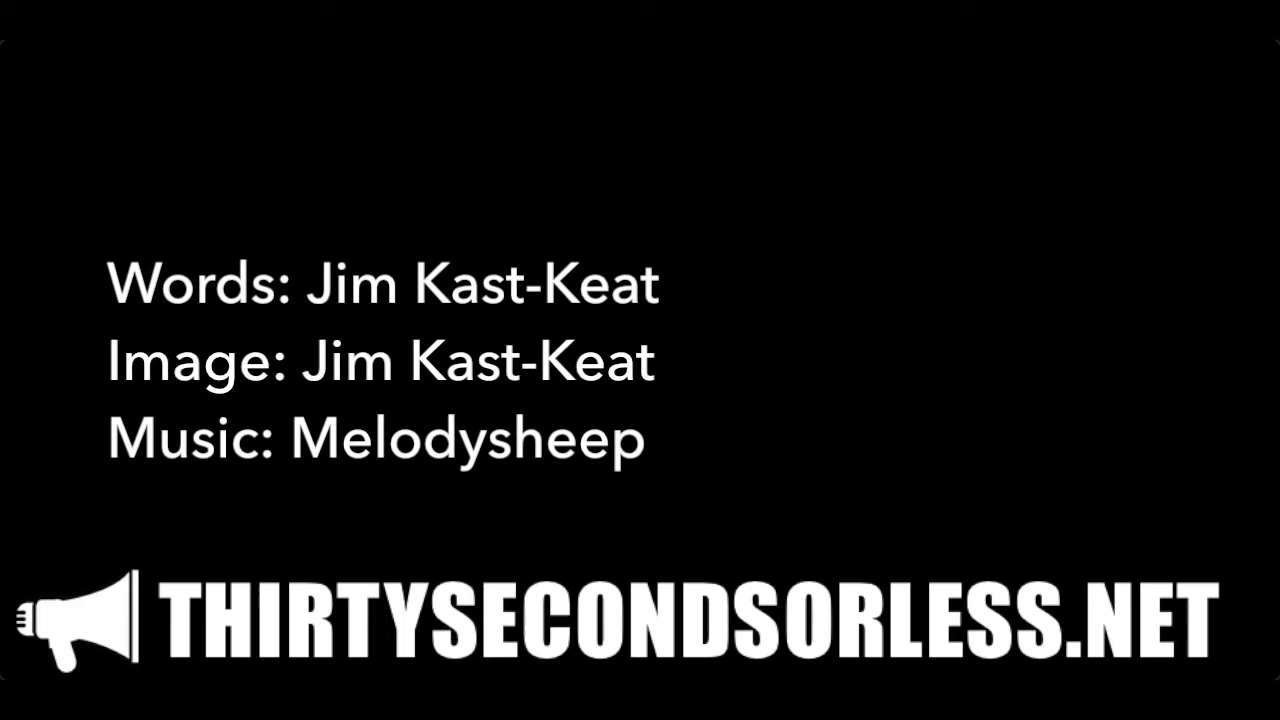 Words: Jim Kast-Keat
Image: Jim Kast-Keat
Music: Melodysheep
THIRTYSECONDSORLESS.NET